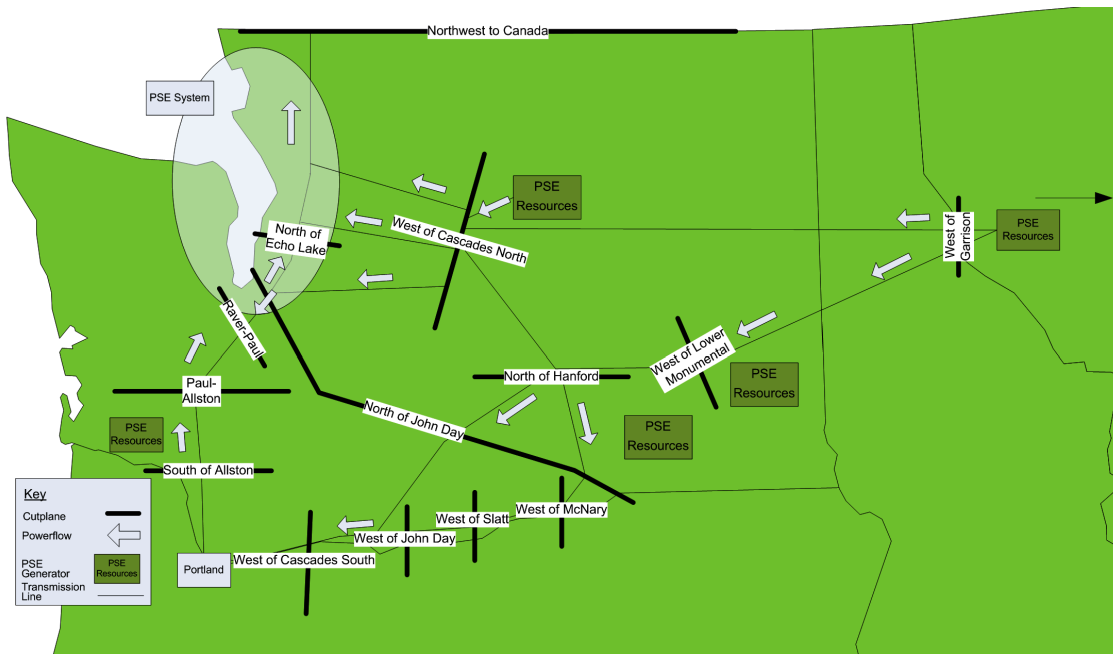 Northwest to Canada
PSE System
PSE
Resources
North of
Echo Lake
West of Cascades North
West of
Garrison
PSE
Resources
Raver-Paul
West of Lower
Monumental
PSE
Resources
North of Hanford
Paul-
Allston
North of John Day
PSE
Resources
PSE
Resources
South of Allston
West of McNary
West of Slatt
West of John Day
West of Cascades South
Portland
Key
Cutplane
Powerflow
PSE
Generator
PSE
Resources
Transmission
Line